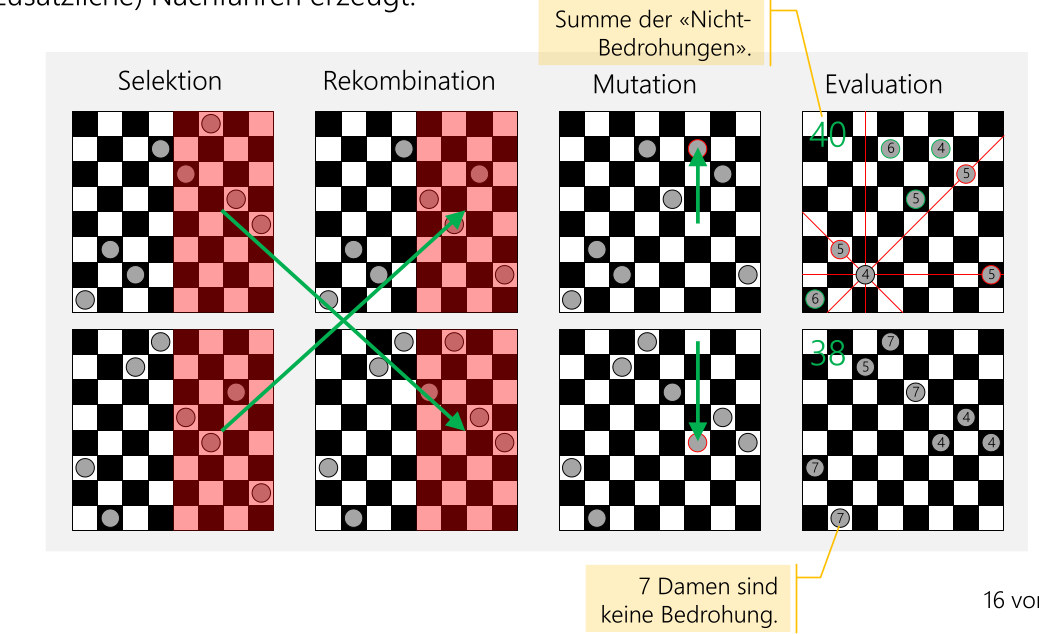 (zusätzliche) Nachfahren erzeugt.
Summe der «Nicht-
Bedrohungen».
Selektion
Rekombination
Mutation
Evaluation
40
6
4
5
5
5
4
5
6
38
7
5
7
4
4
4
7
7
7 Damen sind
keine Bedrohung.
16